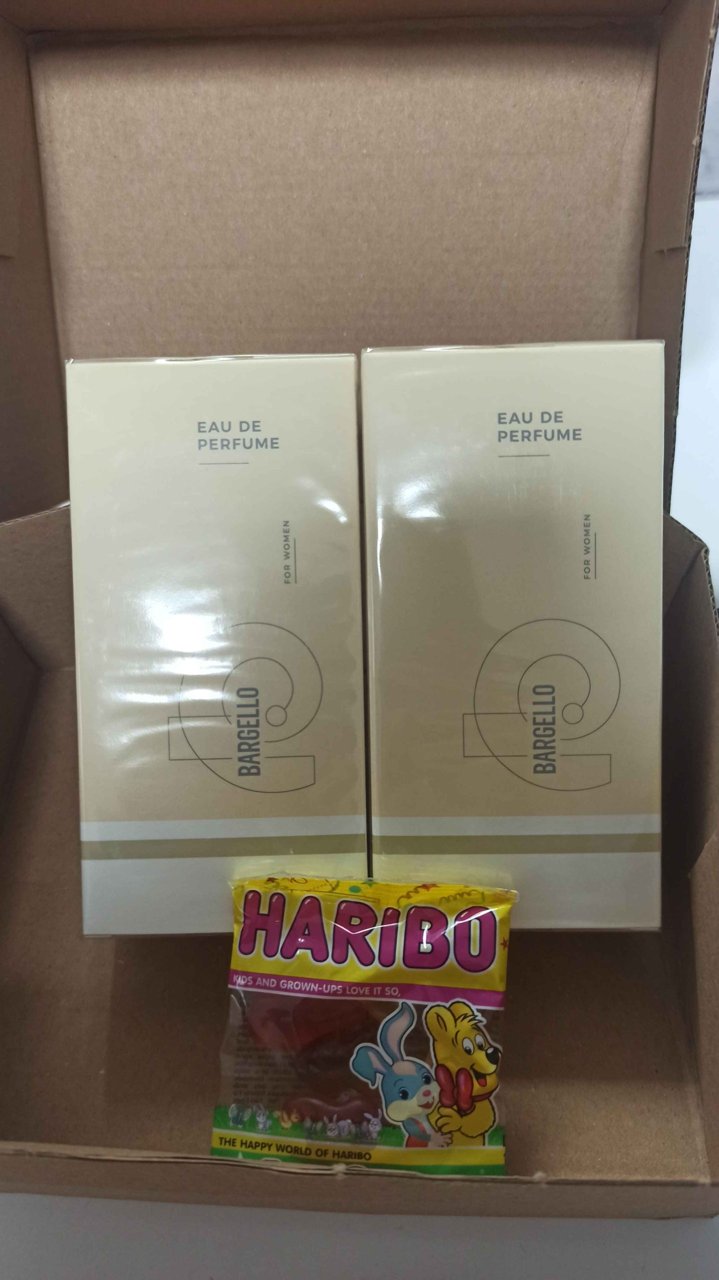 EAU DE
PERFUME
FOR WOMEN
BARGELLO
EAU DE
PERFUME
FOR WOMEN
BARGELLO
HARIBO
KIDS AND GROWN-UPS LOVE IT SO,
THE HAPPY WORLD OF HARIBO